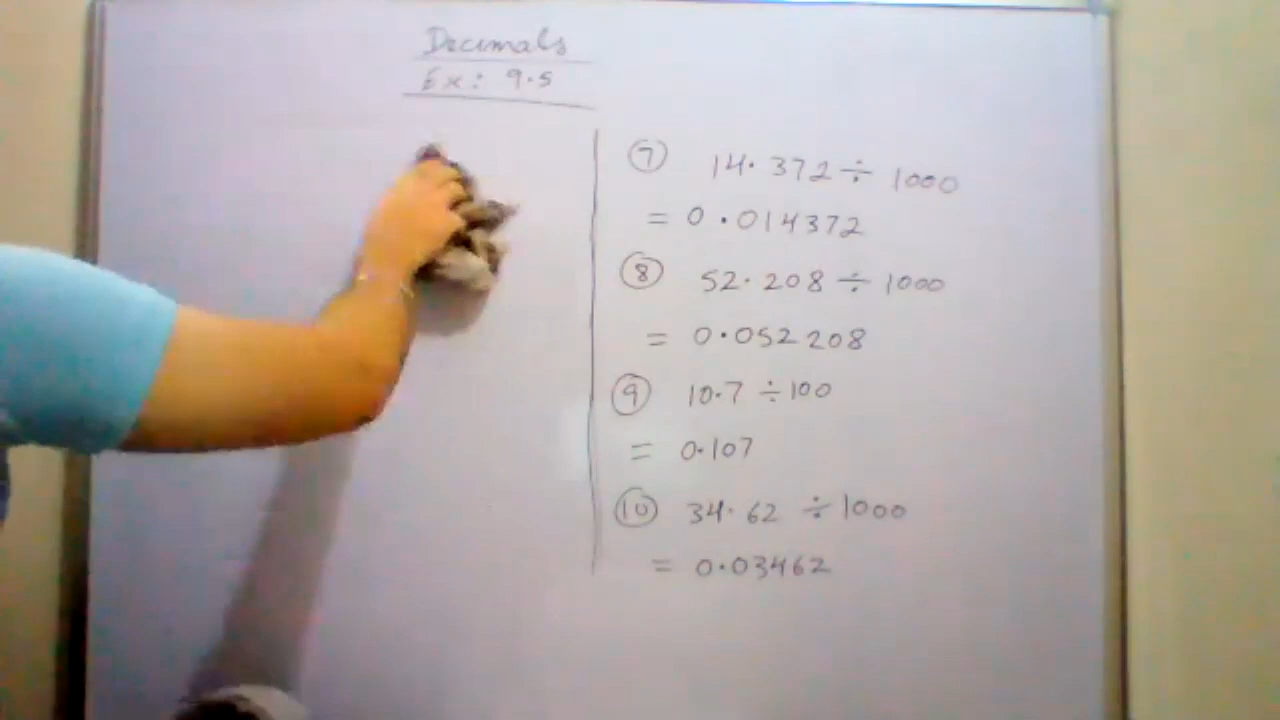 Decimals
Ex: 9.5
7 14.372 ÷ 1000
= 0.014372
8 52.208 ÷ 1000
= 0.052208
9 10.7 ÷ 100
= 0.107
10 34.62 ÷ 1000
= 0.03462